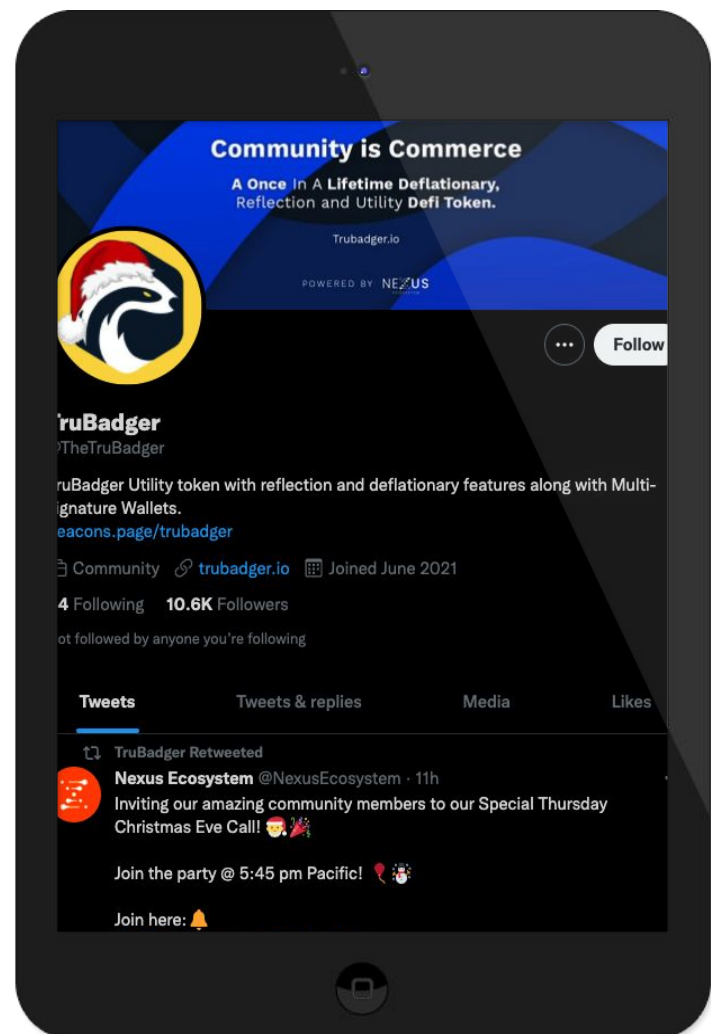 Community is Commerce
A Once In A Lifetime Deflationary,
Reflection and Utility Defi Token.
Trubadger.io
POWERED BY NEXUS
Follow
ruBadger
@TheTruBadger
ruBadger Utility token with reflection and deflationary features along with Multi-
ignature Wallets.
eacons.page/trubadger
Community trubadger.io Joined June 2021
4 Following 10.6K Followers
ot followed by anyone you're following
Tweets Tweets & replies Media Likes
TruBadger Retweeted
Nexus Ecosystem @NexusEcosystem · 11h
Inviting our amazing community members to our Special Thursday
Christmas Eve Call! 🎅🎉
Join the party @ 5:45 pm Pacific! 🎈☃️
Join here: 🔔